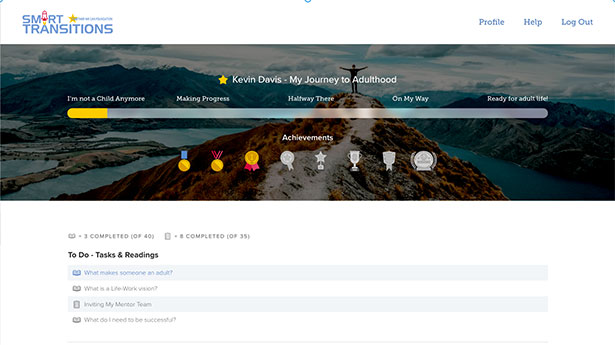 SMART
TRANSITIONS
Profile
Help
Log Out
Kevin Davis - My Journey to Adulthood
I'm not a Child Anymore
Making Progress
Halfway There
On My Way
Ready for adult life!
Achievements
= 3 COMPLETED (OF 40)
= 8 COMPLETED (OF 35)
To Do - Tasks & Readings
What makes someone an adult?
What is a Life-Work vision?
Inviting My Mentor Team
What do I need to be successful?